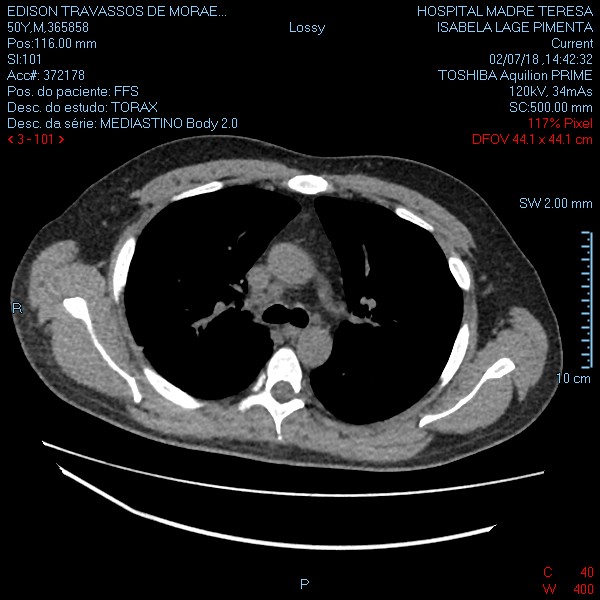 EDISON TRAVASSOS DE MORAE...
50Y,M,365858
Pos:116.00 mm
SI:101
Acc#: 372178
Pos. do paciente: FFS
Desc. do estudo: TORAX
Desc. da série: MEDIASTINO Body 2.0
< 3 - 101 >
Lossy
HOSPITAL MADRE TERESA
ISABELA LAGE PIMENTA
Current
02/07/18 ,14:42:32
TOSHIBA Aquilion PRIME
120kV, 34mAs
SC:500.00 mm
117% Pixel
DFOV 44.1 x 44.1 cm
SW 2.00 mm
R
10 cm
P
C 40
W 400